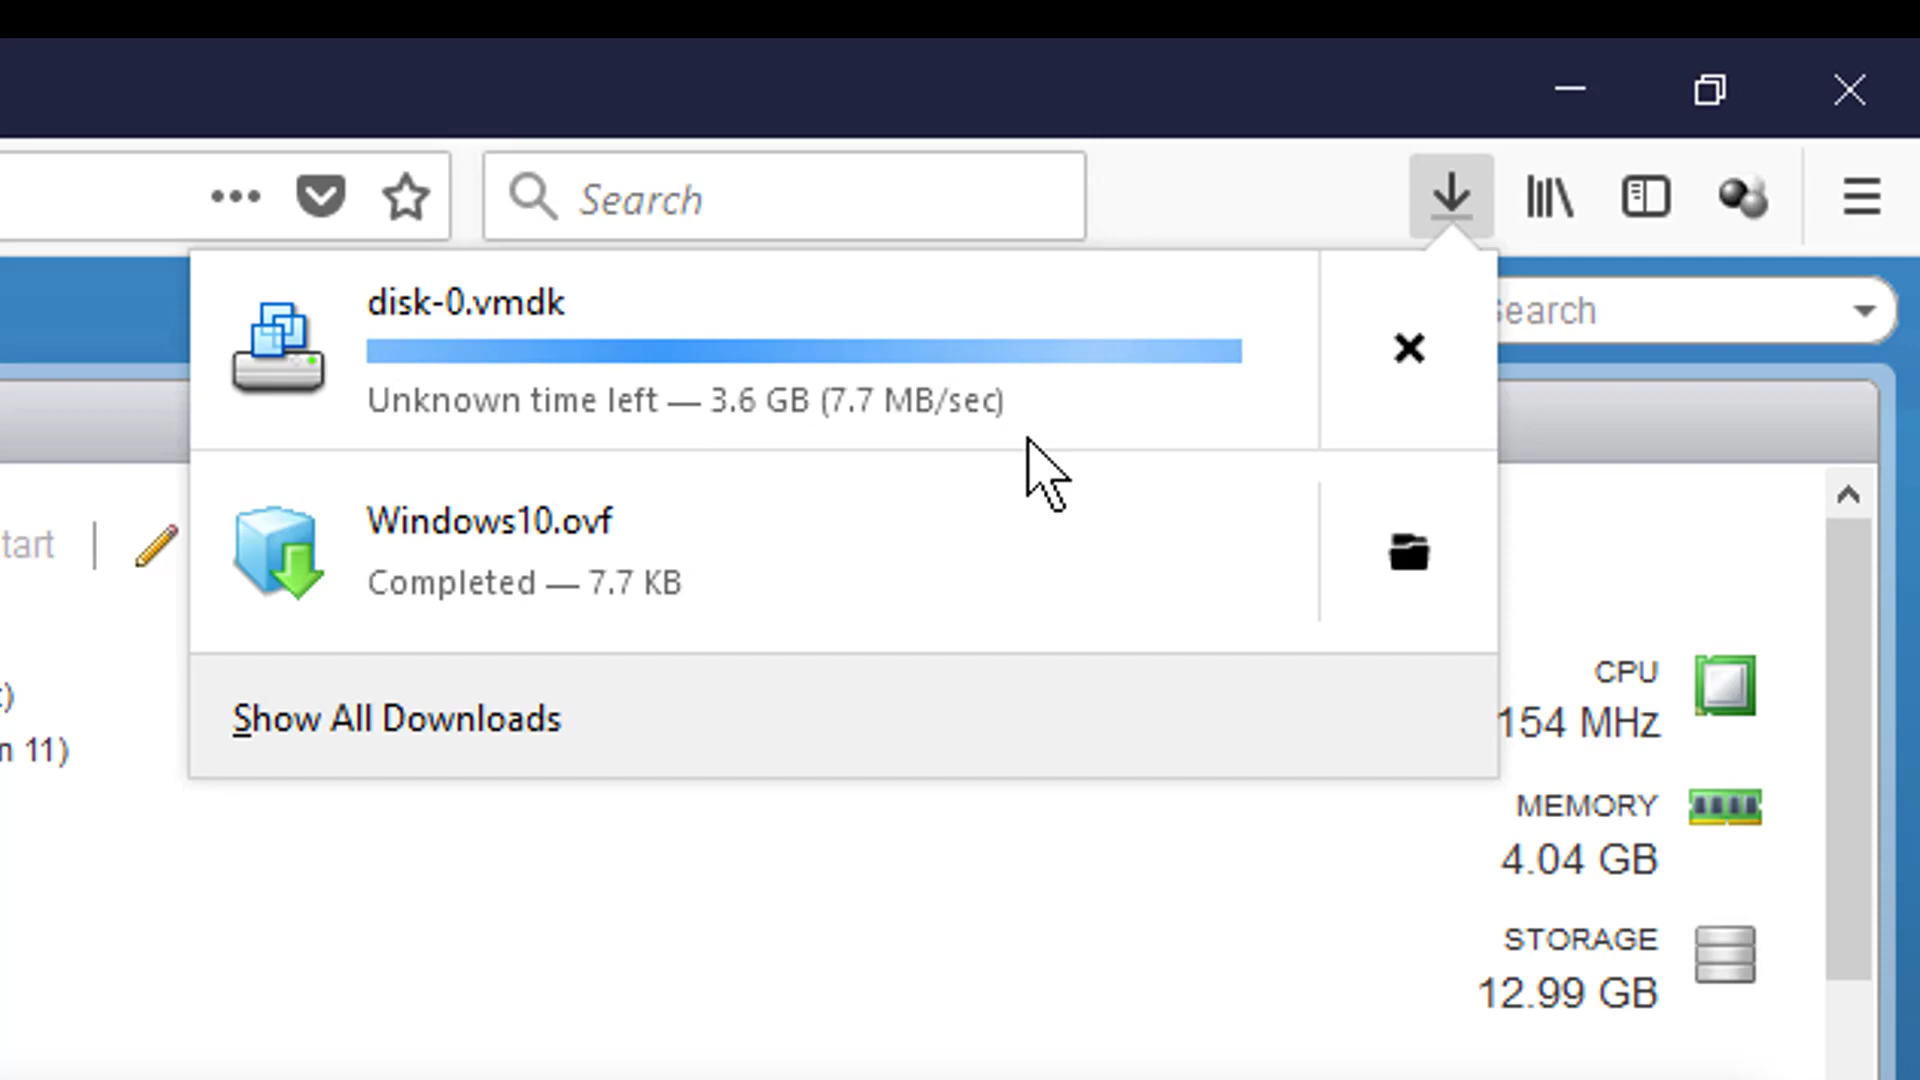 Search
disk-0.vmdk
Unknown time left — 3.6 GB (7.7 MB/sec)
Search
Windows10.ovf
Completed — 7.7 KB
tart
Show All Downloads
n 11)
CPU
154 MHz
MEMORY
4.04 GB
STORAGE
12.99 GB